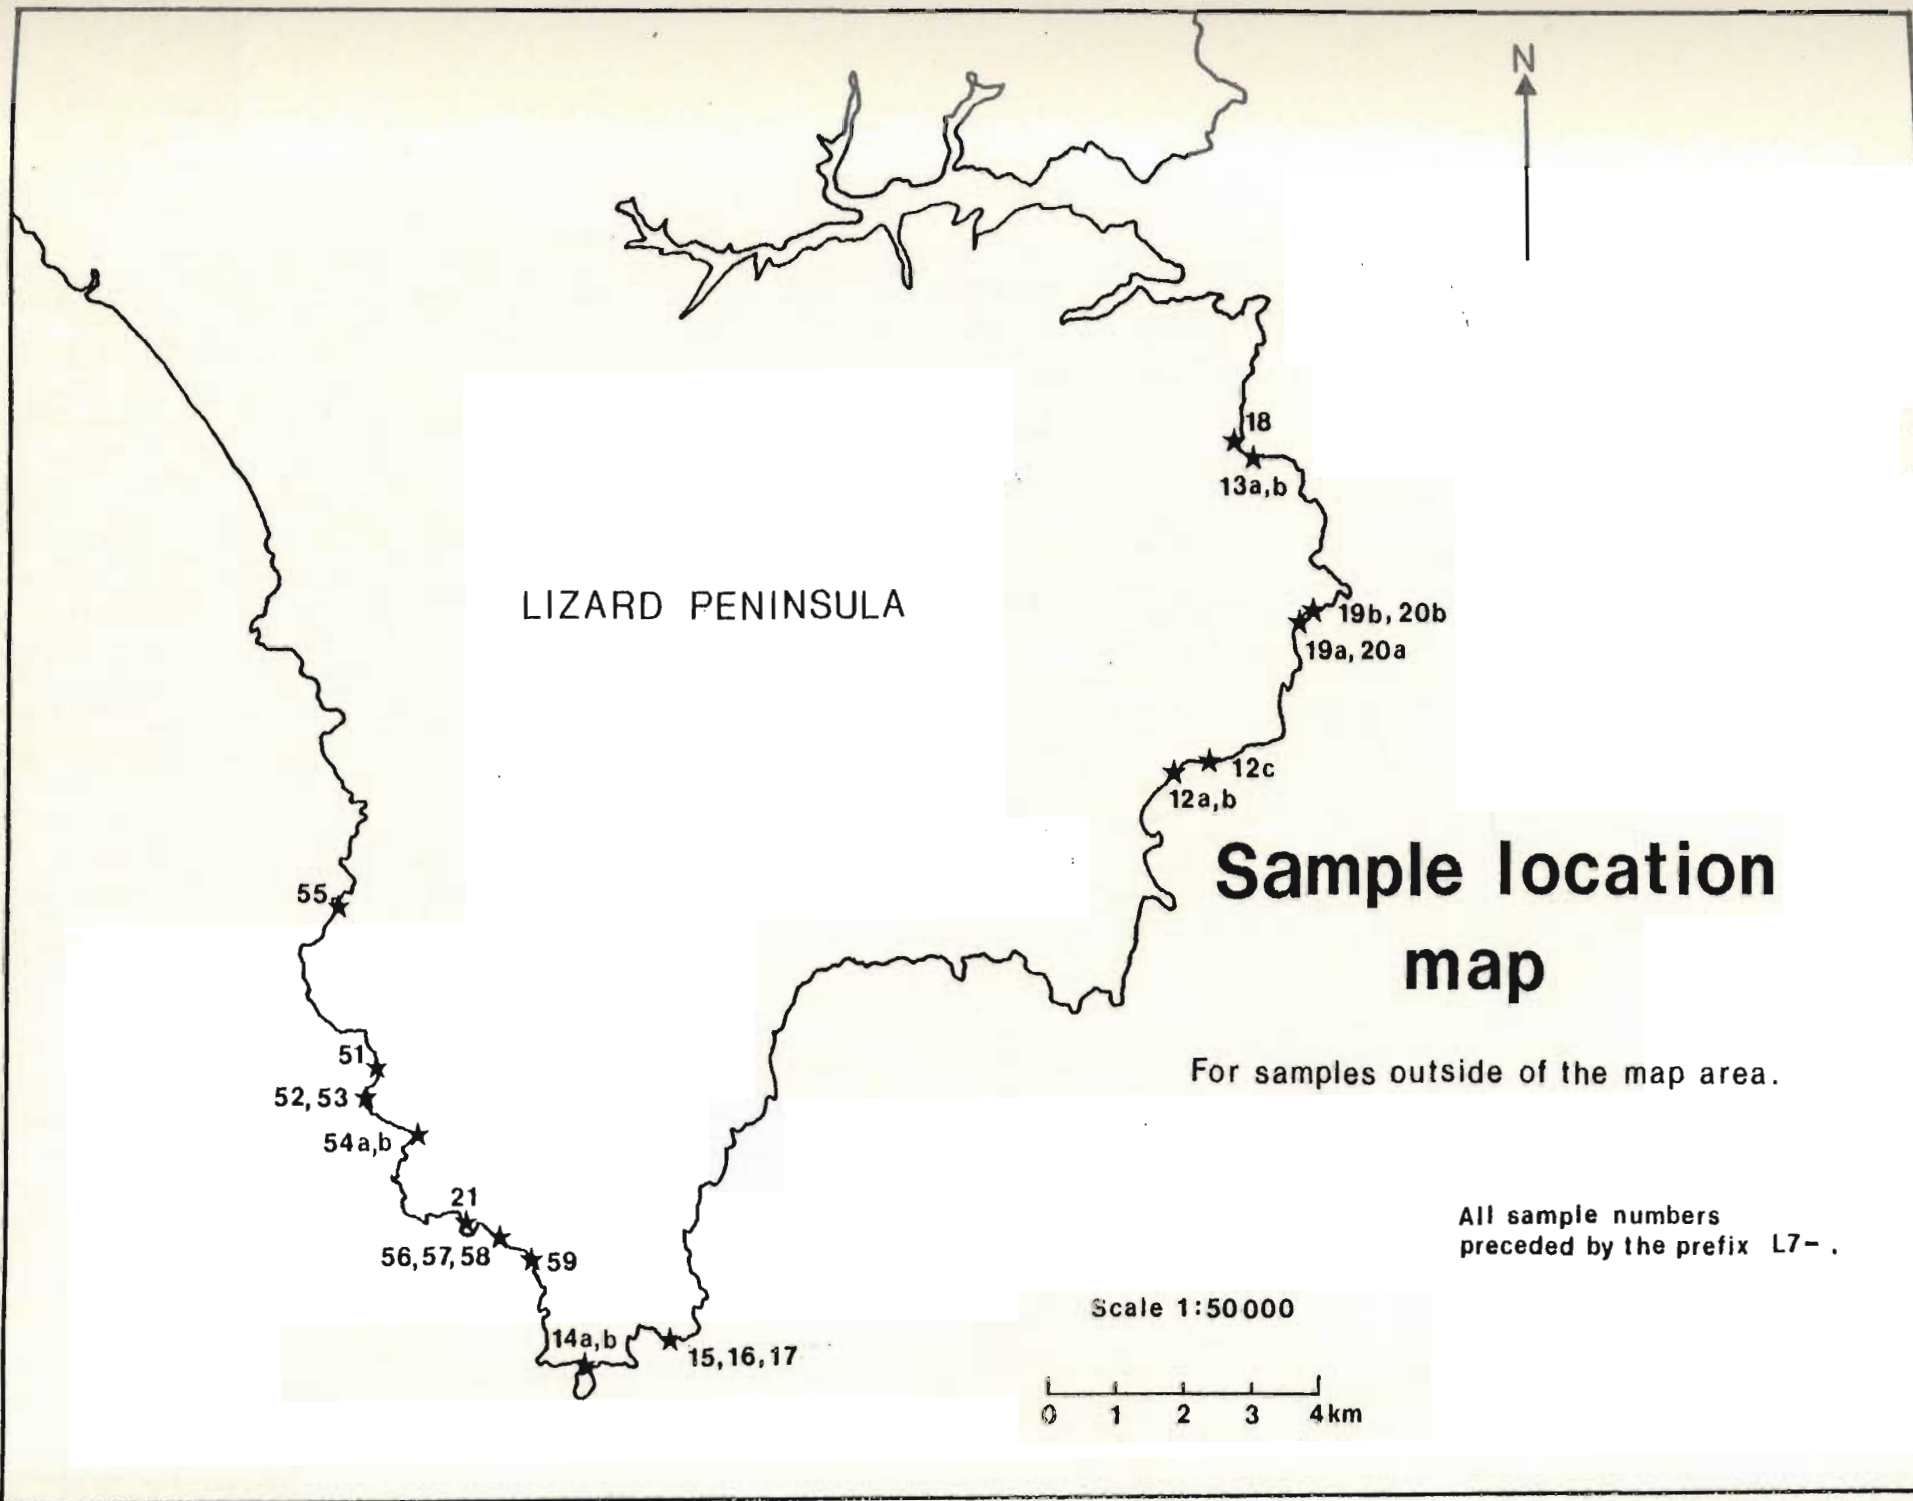 N
18
13a,b
LIZARD PENINSULA
19b, 20b
19a, 20a
12c
12a,b
Sample location
map
55
For samples outside of the map area.
51
52, 53
54a,b
21
56, 57, 58
59
All sample numbers
preceded by the prefix L7- .
Scale 1:50000
14a,b
15, 16, 17
0 1 2 3 4km